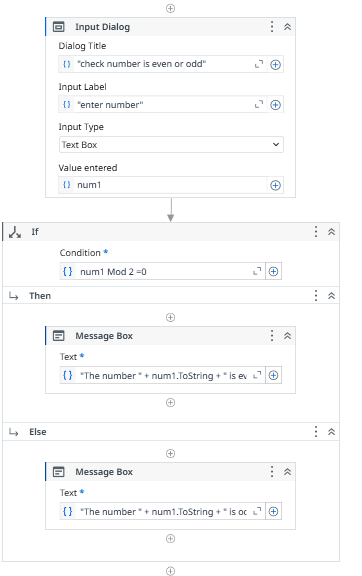 Input Dialog
Dialog Title
"check number is even or odd"
Input Label
"enter number"
Input Type
Text Box
Value entered
num1
If
Condition *
num1 Mod 2 =0
Then
Message Box
Text *
"The number " + num1.ToString + " is ev
Else
Message Box
Text *
"The number " + num1.ToString + " is oc